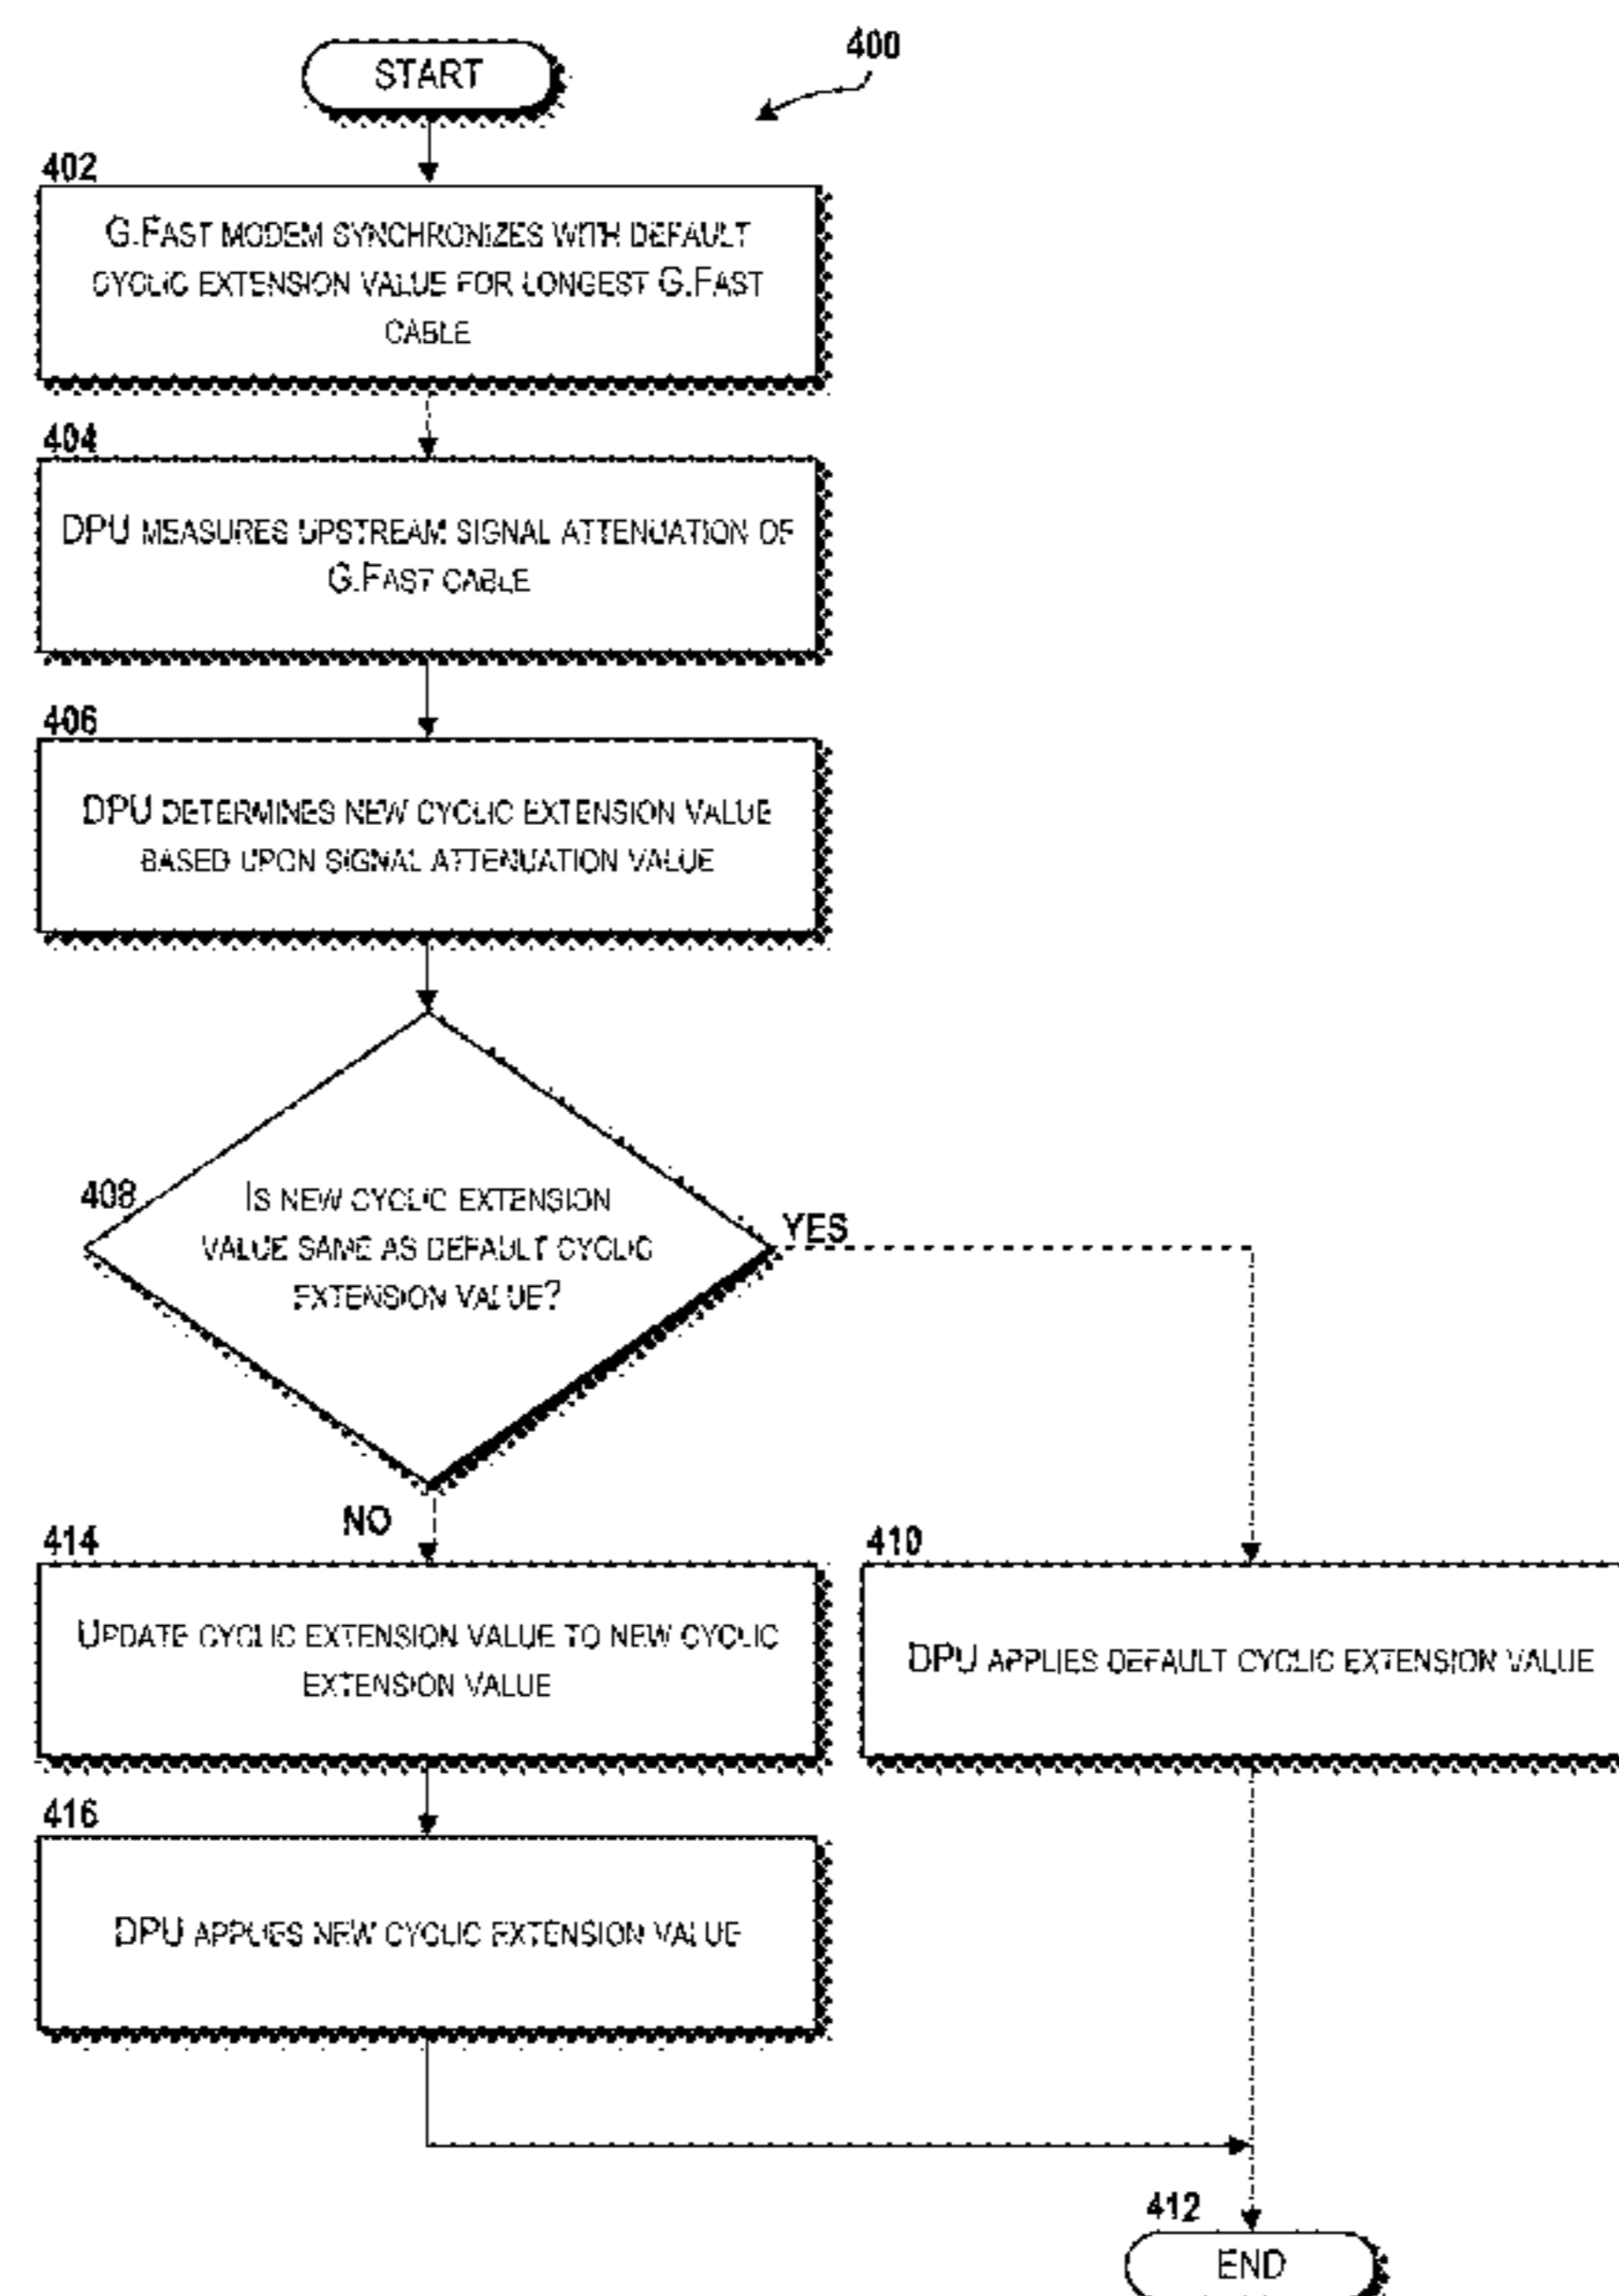 START
400
402
G.FAST MODEM SYNCHRONIZES WITH DEFAULT
CYCLIC EXTENSION VALUE FOR LONGEST G.FAST
CABLE
404
DPU MEASURES UPSTREAM SIGNAL ATTENUATION OF
G.FAST CABLE
406
DPU DETERMINES NEW CYCLIC EXTENSION VALUE
BASED UPON SIGNAL ATTENUATION VALUE
408
IS NEW CYCLIC EXTENSION
VALUE SAME AS DEFAULT CYCLIC
EXTENSION VALUE?
YES
NO
414
UPDATE CYCLIC EXTENSION VALUE TO NEW CYCLIC
EXTENSION VALUE
410
DPU APPLIES DEFAULT CYCLIC EXTENSION VALUE
416
DPU APPLIES NEW CYCLIC EXTENSION VALUE
412
END